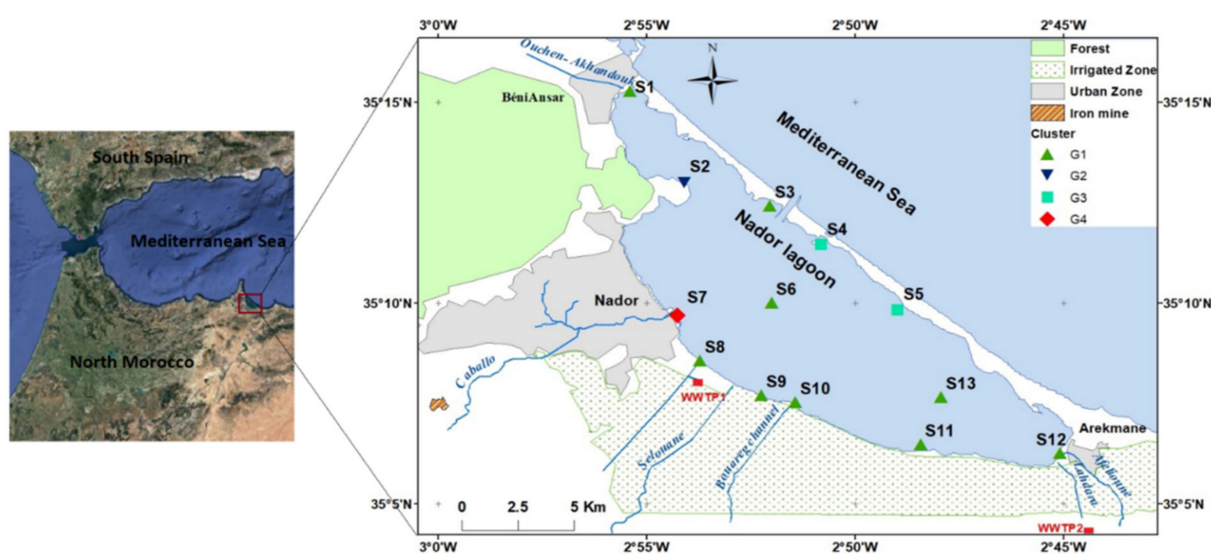 South Spain
Mediterranean Sea
North Morocco
3°0'W
2°55'W
2°50'W
2°45'W
35°15'N
35°10'N
35°5'N
35°15'N
35°10'N
35°5'N
3°0'W
2°55'W
2°50'W
2°45'W
N
Ouchen- Akhandouk
BéniAnsar
S1
S2
S3
S4
S5
S6
S7
S8
S9
S10
S11
S12
S13
Mediterranean Sea
Nador lagoon
Nador
Caballo
WWTP1
Selouane
Bouareg channel
Arekmane
Lahdara
Afelioune
WWTP2
0 2.5 5 Km
Forest
Irrigated Zone
Urban Zone
Iron mine
Cluster
G1
G2
G3
G4